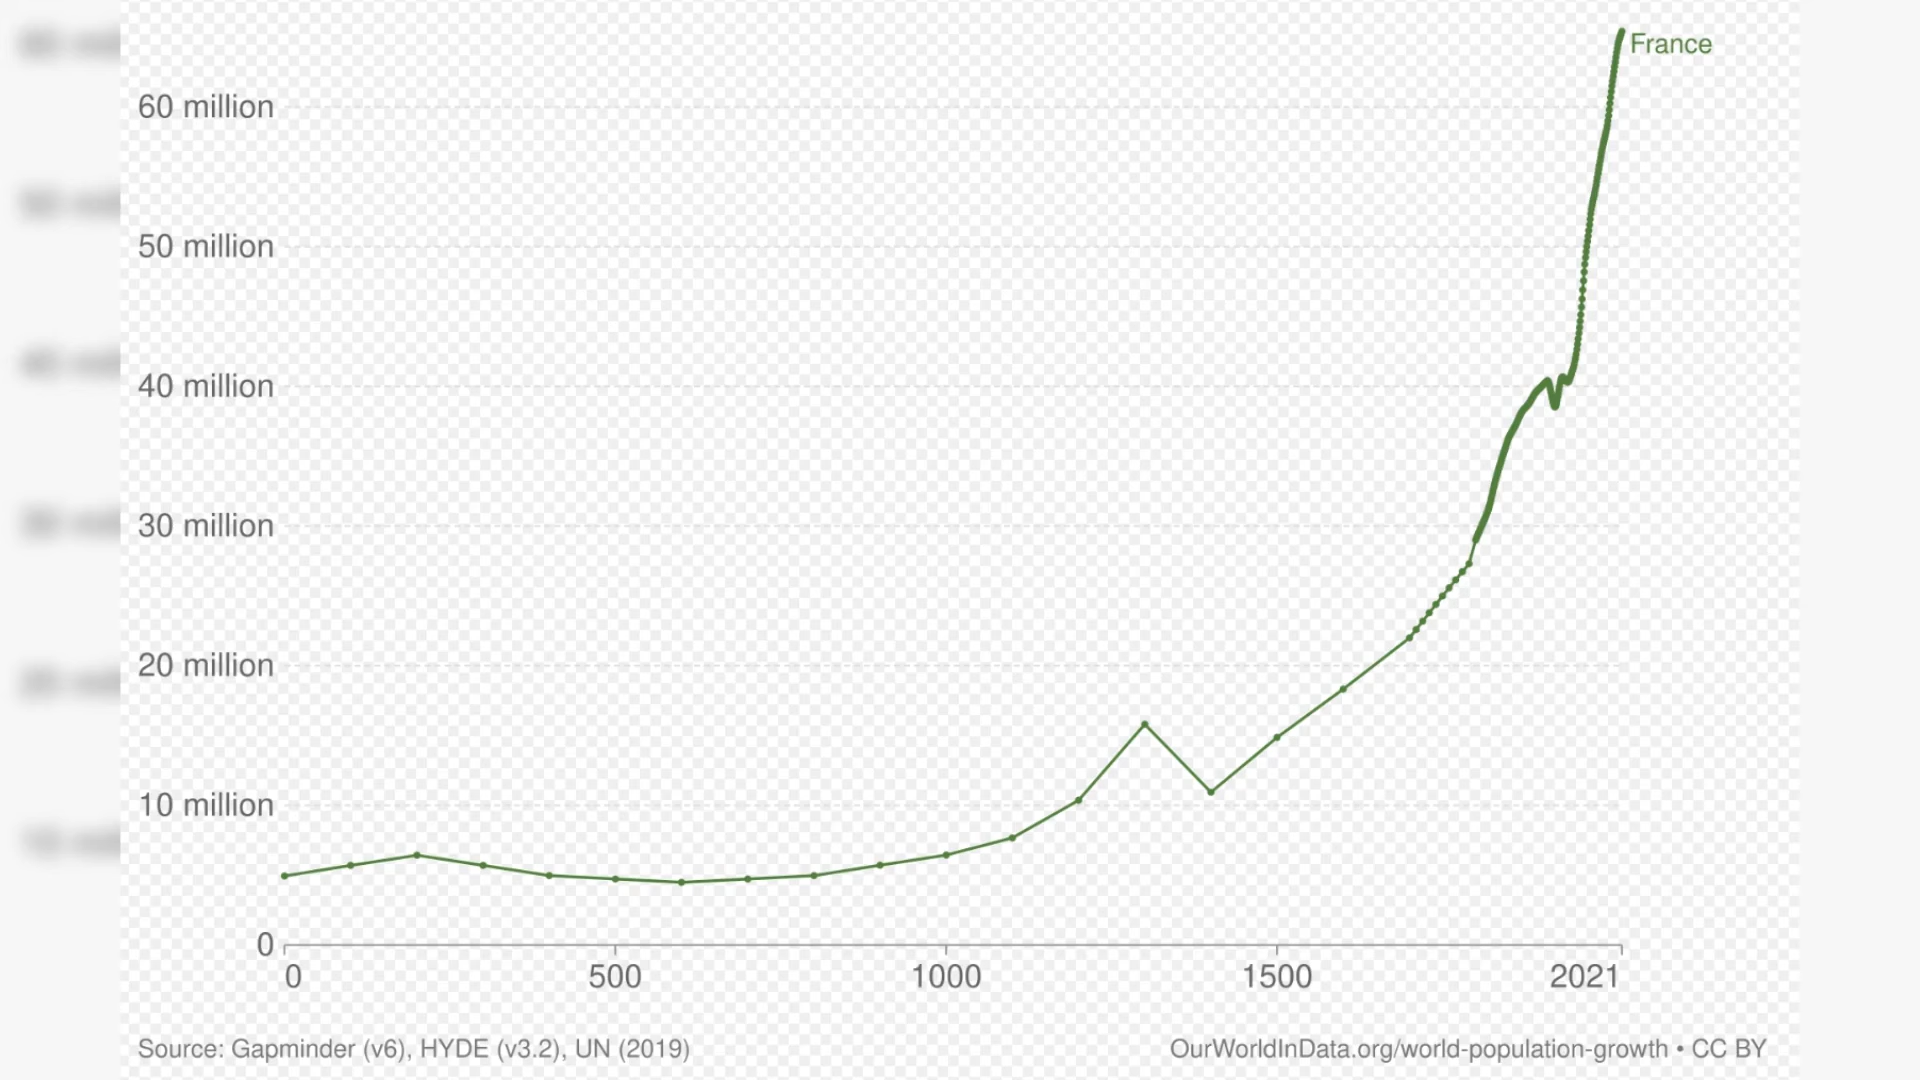 France
60 million
50 million
40 million
30 million
20 million
10 million
0
0 500 1000 1500 2021
Source: Gapminder (v6), HYDE (v3.2), UN (2019)
OurWorldInData.org/world-population-growth • CC BY